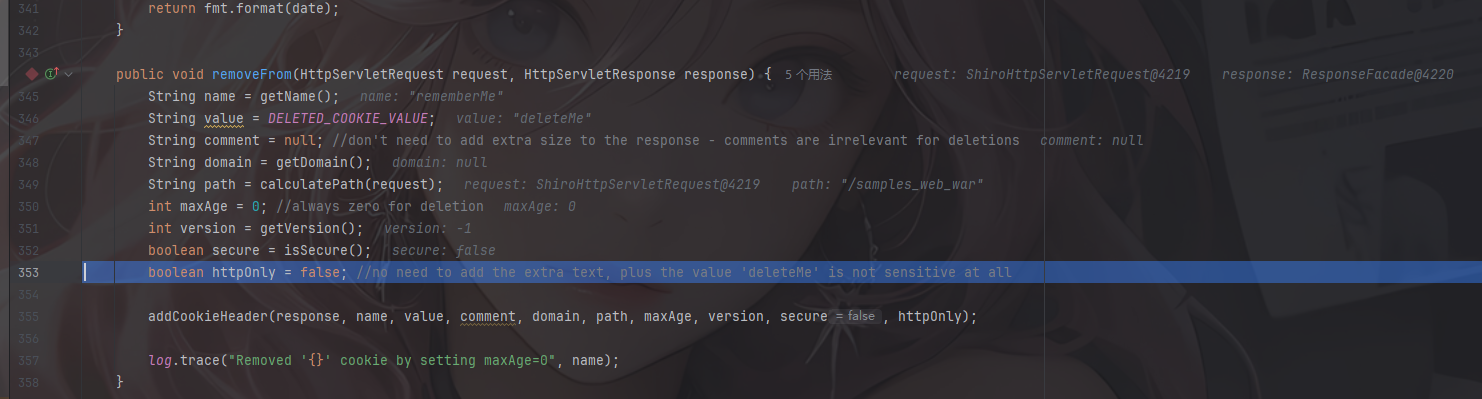 341 return fmt.format(date);
342 }
343
public void removeFrom(HttpServletRequest request, HttpServletResponse response) { 5 个用法 request: ShiroHttpServletRequest@4219 response: ResponseFacade@4220
345 String name = getName(); name: "rememberMe"
346 String value = DELETED_COOKIE_VALUE; value: "deleteMe"
347 String comment = null; //don't need to add extra size to the response - comments are irrelevant for deletions comment: null
348 String domain = getDomain(); domain: null
349 String path = calculatePath(request); request: ShiroHttpServletRequest@4219 path: "/samples_web_war"
350 int maxAge = 0; //always zero for deletion maxAge: 0
351 int version = getVersion(); version: -1
352 boolean secure = isSecure(); secure: false
353 boolean httpOnly = false; //no need to add the extra text, plus the value 'deleteMe' is not sensitive at all
354
355 addCookieHeader(response, name, value, comment, domain, path, maxAge, version, secure = false , httpOnly);
356
357 log.trace("Removed '{}' cookie by setting maxAge=0", name);
358 }